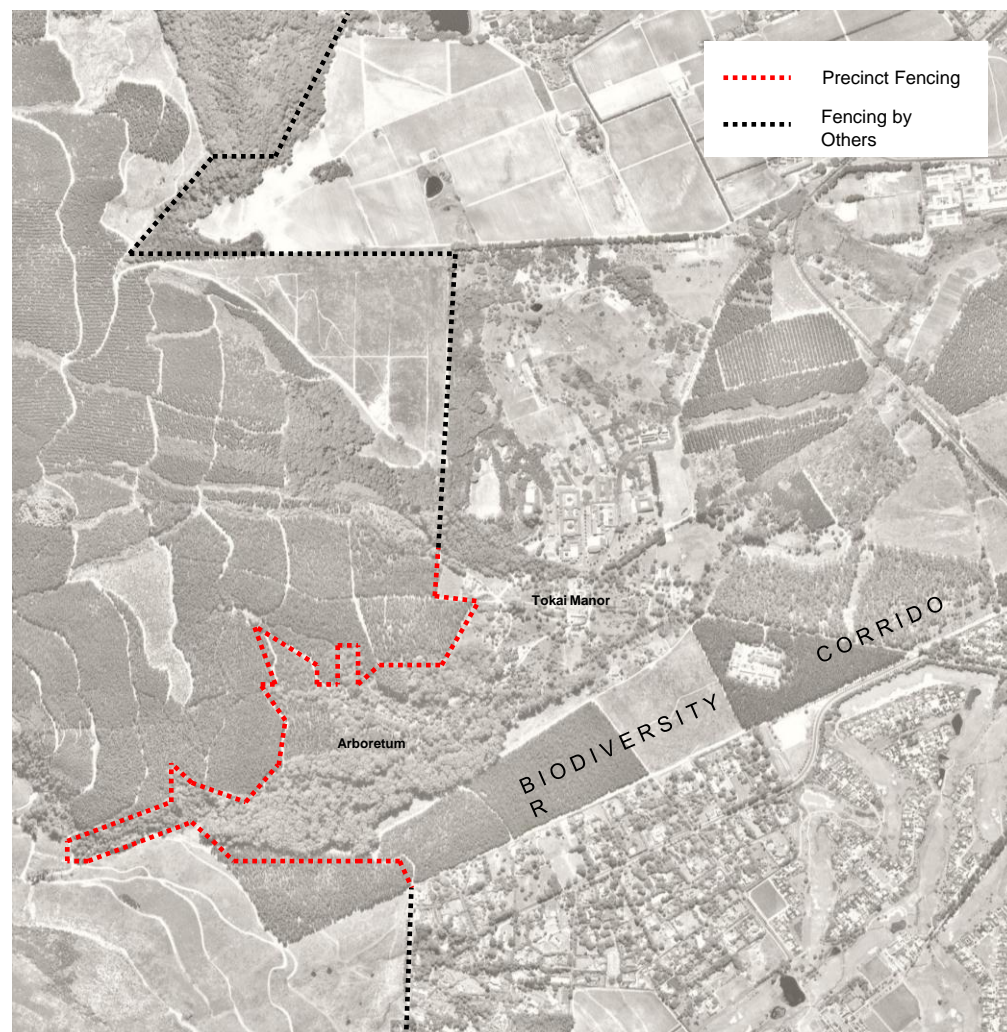 Precinct Fencing
Fencing by
Others
Tokai Manor
CORRIDO
BIODIVERSITY
R
Arboretum